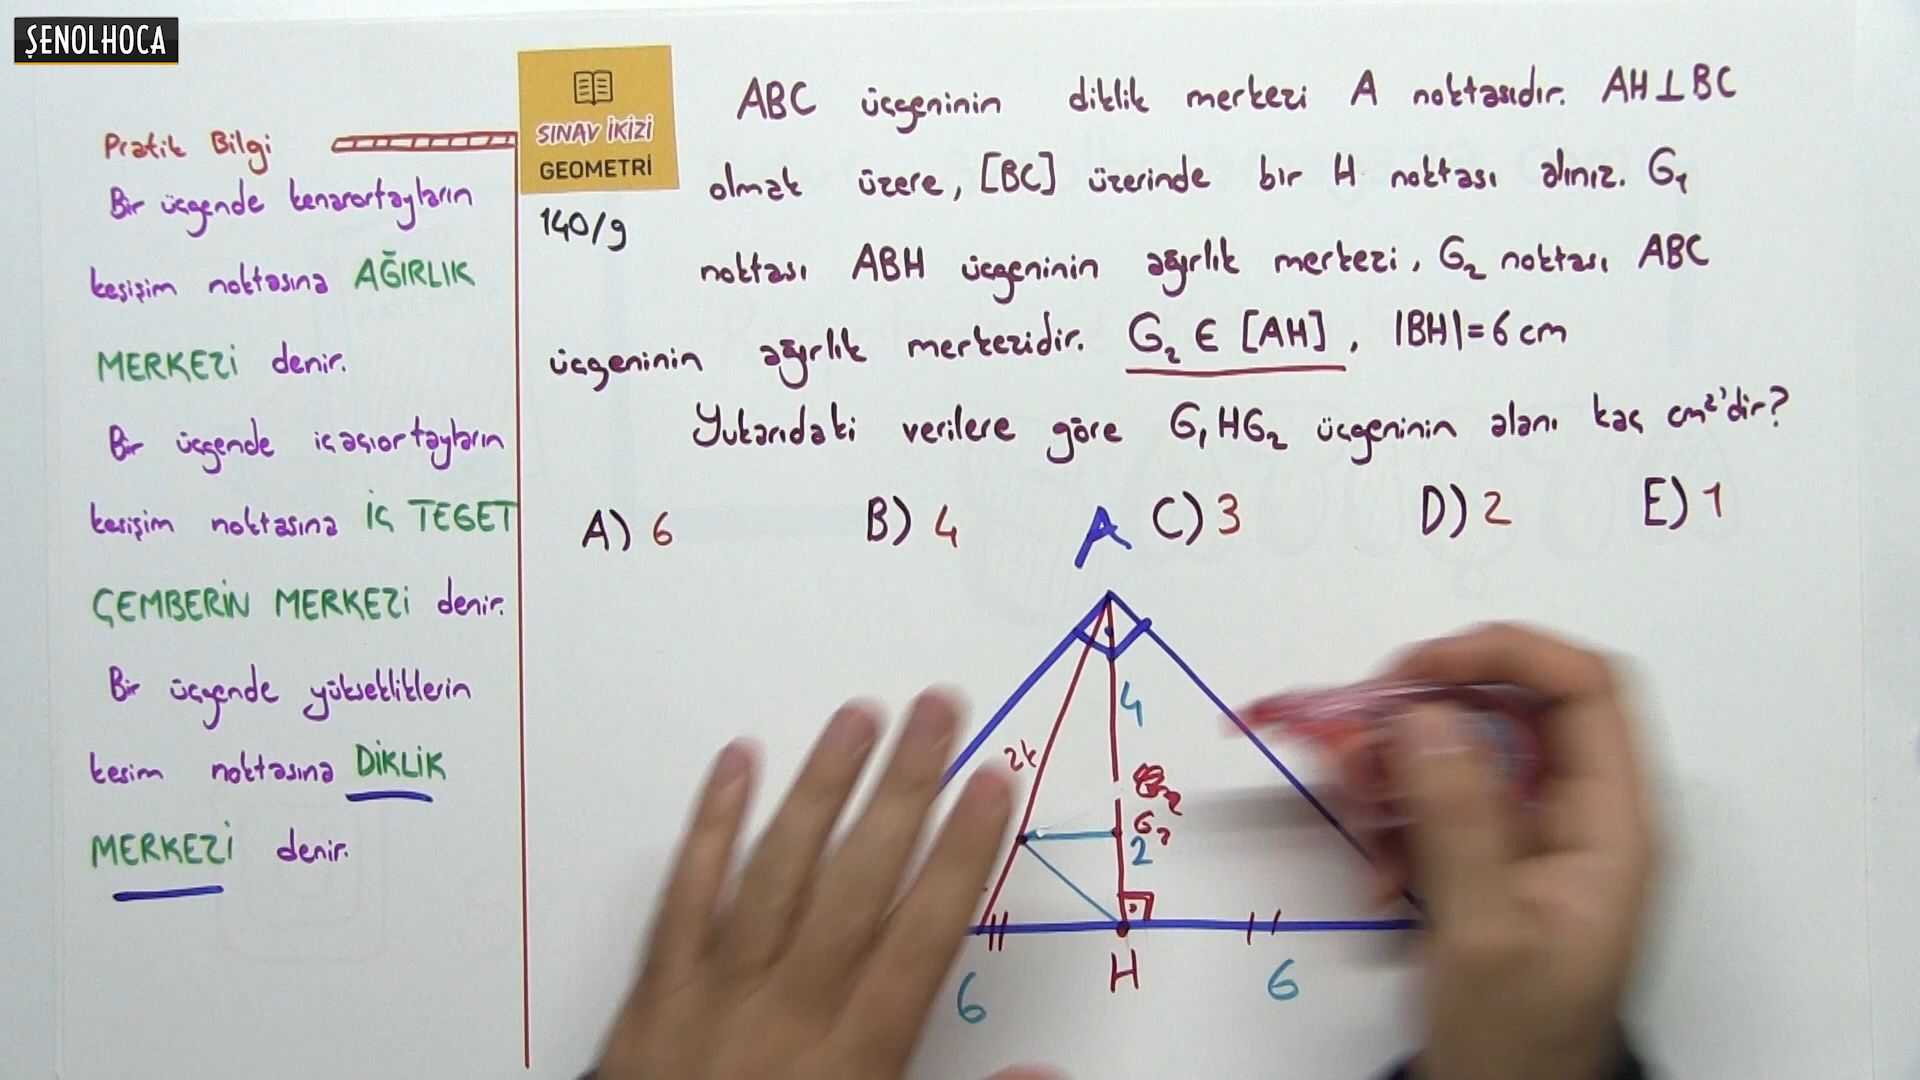 ŞENOLHOCA
Pratik Bilgi
Bir üçgende kenarortayların
kesişim noktasına AĞIRLIK
MERKEZİ denir.
Bir üçgende iç açıortayların
kesişim noktasına İÇ TEĞET
ÇEMBERİN MERKEZİ denir.
Bir üçgende yüksekliklerin
kesim noktasına DİKLİK
MERKEZİ denir.
SINAV İKİZİ
GEOMETRİ
140/9
ABC üçgeninin diklik merkezi A noktasıdır. AH⊥BC
olmak üzere, [BC] üzerinde bir H noktası alınız. G₁
noktası ABH üçgeninin ağırlık merkezi, G₂ noktası ABC
üçgeninin ağırlık merkezidir. G₂ ∈ [AH], |BH|=6 cm
Yukarıdaki verilere göre G₁HG₂ üçgeninin alanı kaç cm²'dir?
A) 6 B) 4 C) 3 D) 2 E) 1
A
4
2k
G₂
2
H
6 6